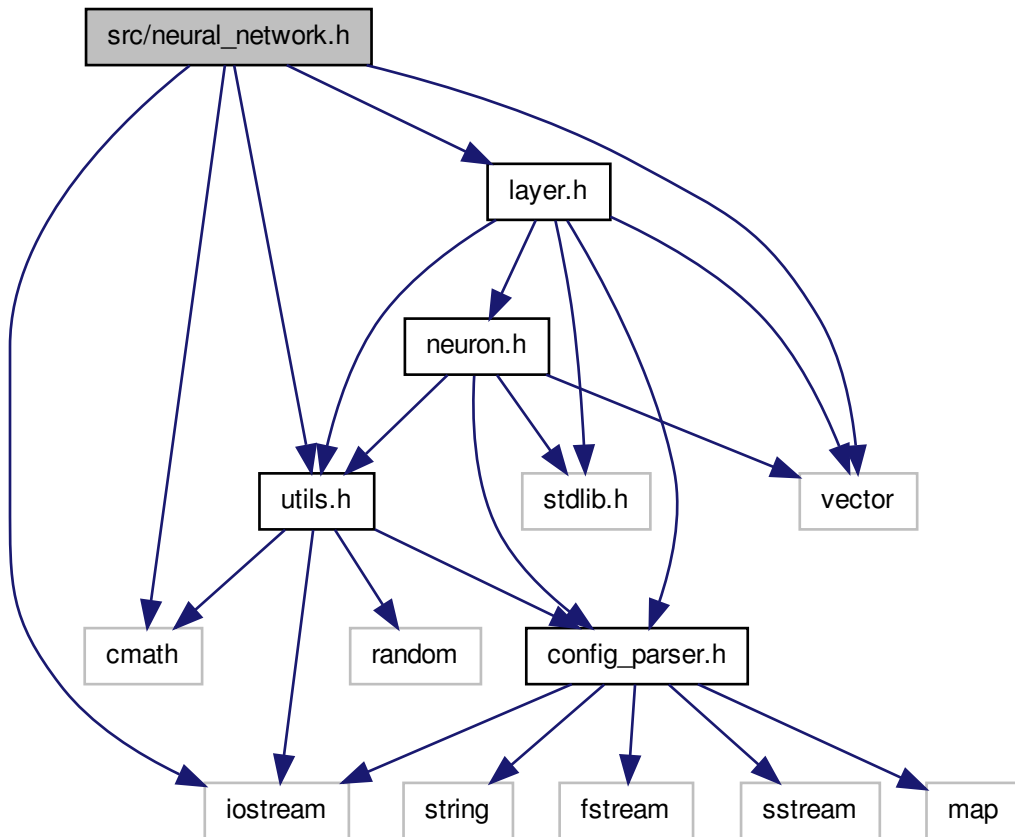 src/neural_network.h
layer.h
neuron.h
utils.h
stdlib.h
vector
cmath
random
config_parser.h
iostream
string
fstream
sstream
map